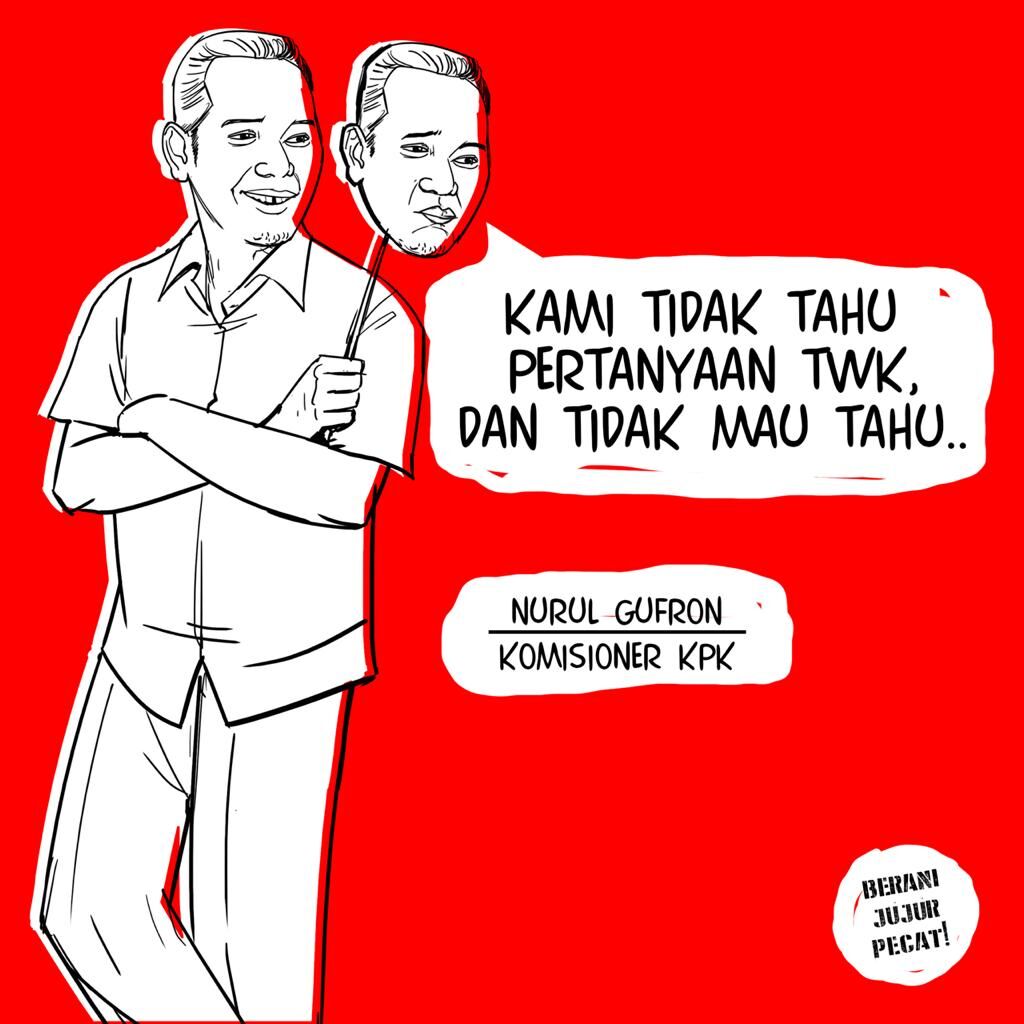 KAMI TIDAK TAHU
PERTANYAAN TWK,
DAN TIDAK MAU TAHU..
NURUL GUFRON
KOMISIONER KPK
BERANI
JUJUR
PECAT!